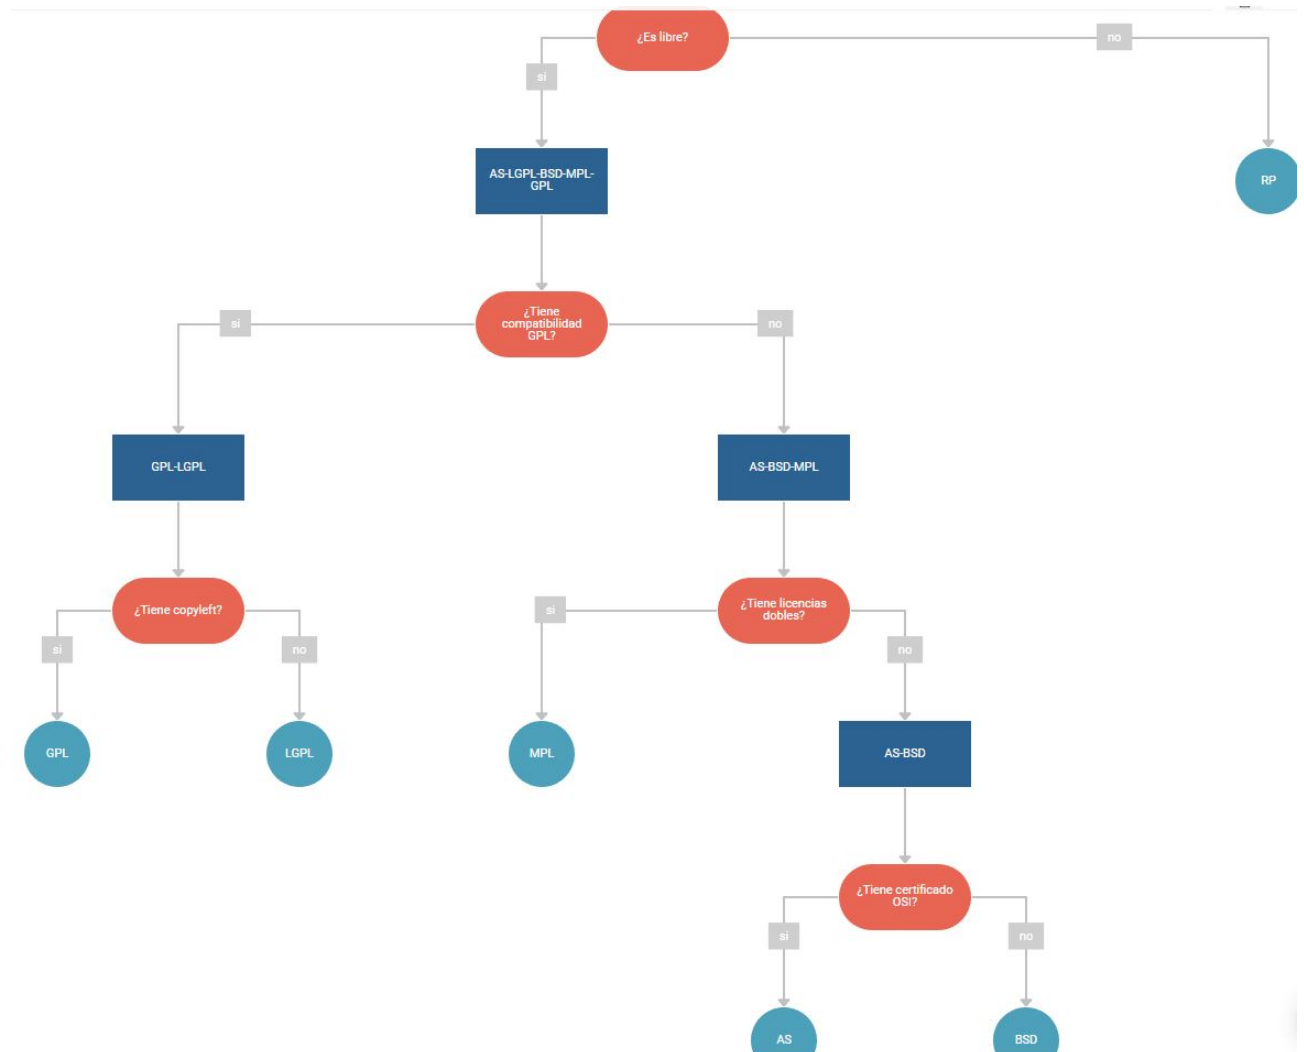 ¿Es libre?
si
no
AS-LGPL-BSD-MPL-
GPL
RP
¿Tiene
compatibilidad
GPL?
si
no
GPL-LGPL
AS-BSD-MPL
¿Tiene copyleft?
¿Tiene licencias
dobles?
si
no
si
no
GPL
LGPL
MPL
AS-BSD
¿Tiene certificado
OSI?
si
no
AS
BSD